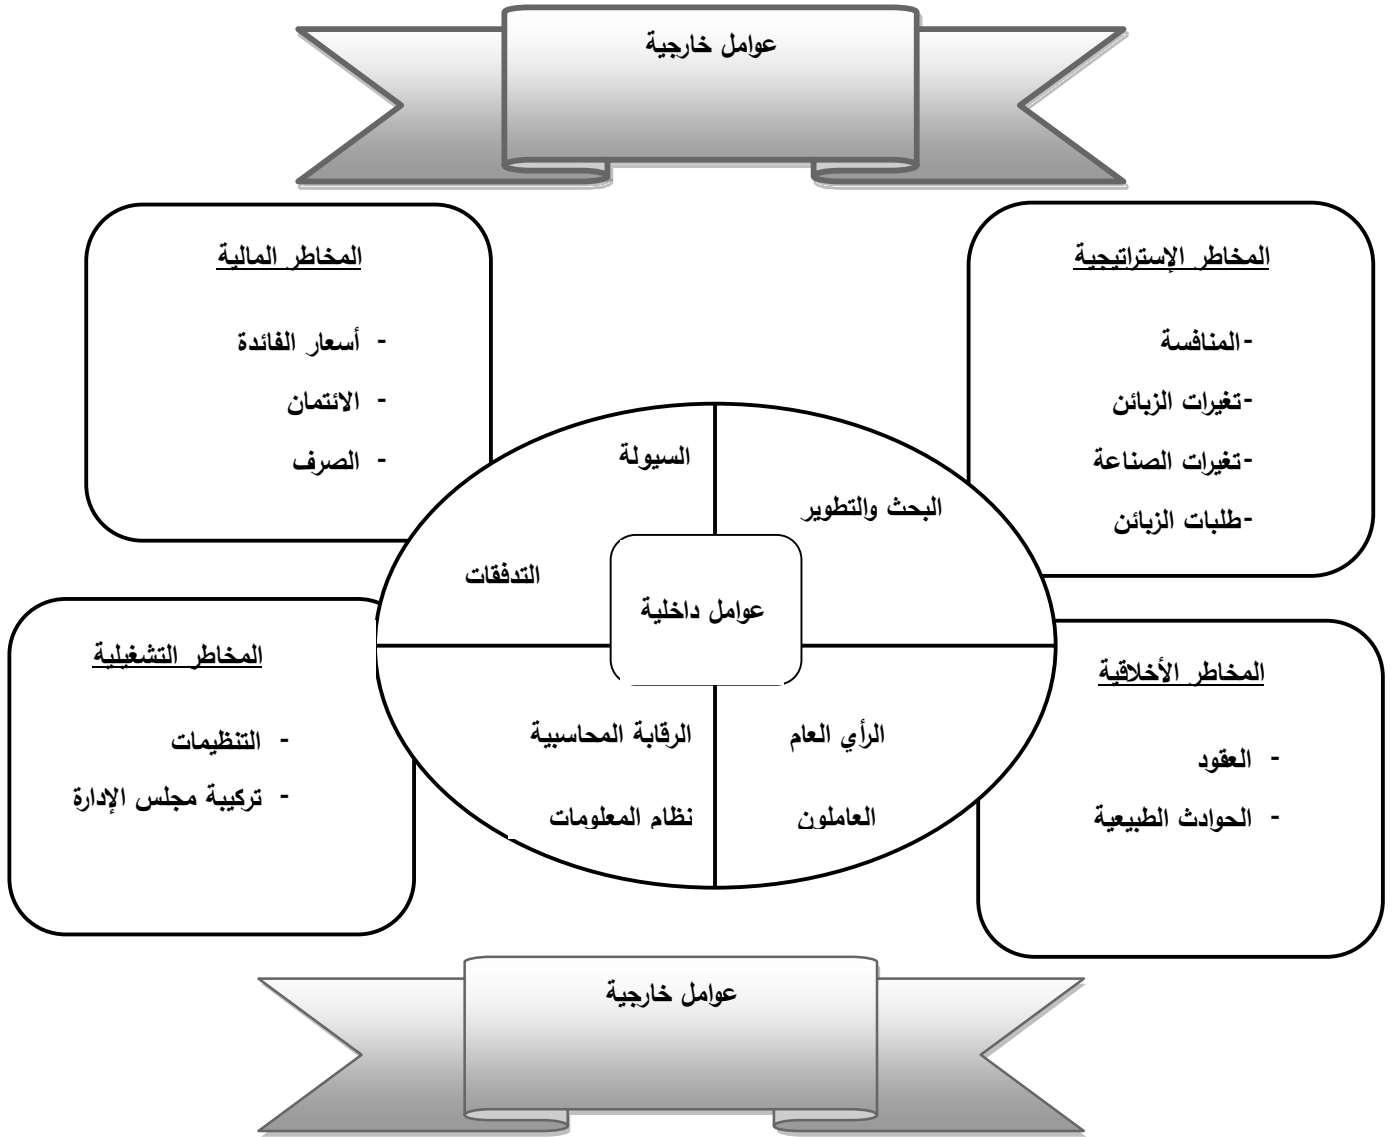 عوامل خارجية
المخاطر الإستراتيجية
-المنافسة
-تغيرات الزبائن
-تغيرات الصناعة
-طلبات الزبائن
المخاطر المالية
- أسعار الفائدة
- الائتمان
- الصرف
البحث والتطوير
السيولة
التدفقات
عوامل داخلية
الرأي العام
العاملون
الرقابة المحاسبية
نظام المعلومات
المخاطر الأخلاقية
- العقود
- الحوادث الطبيعية
المخاطر التشغيلية
- التنظيمات
- تركيبة مجلس الإدارة
عوامل خارجية